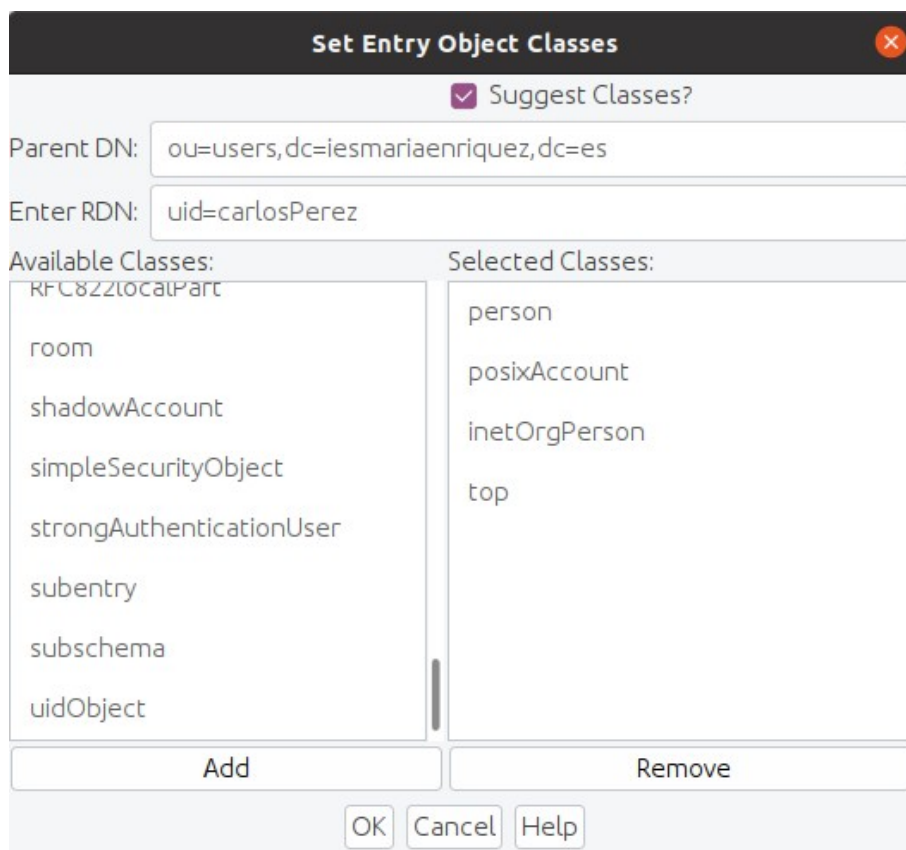 Set Entry Object Classes
Suggest Classes?
Parent DN: ou=users,dc=iesmariaenriquez,dc=es
Enter RDN: uid=carlosPerez
Available Classes:
RFC822localPart
room
shadowAccount
simpleSecurityObject
strongAuthenticationUser
subentry
subschema
uidObject
Selected Classes:
person
posixAccount
inetOrgPerson
top
Add
Remove
OK Cancel Help